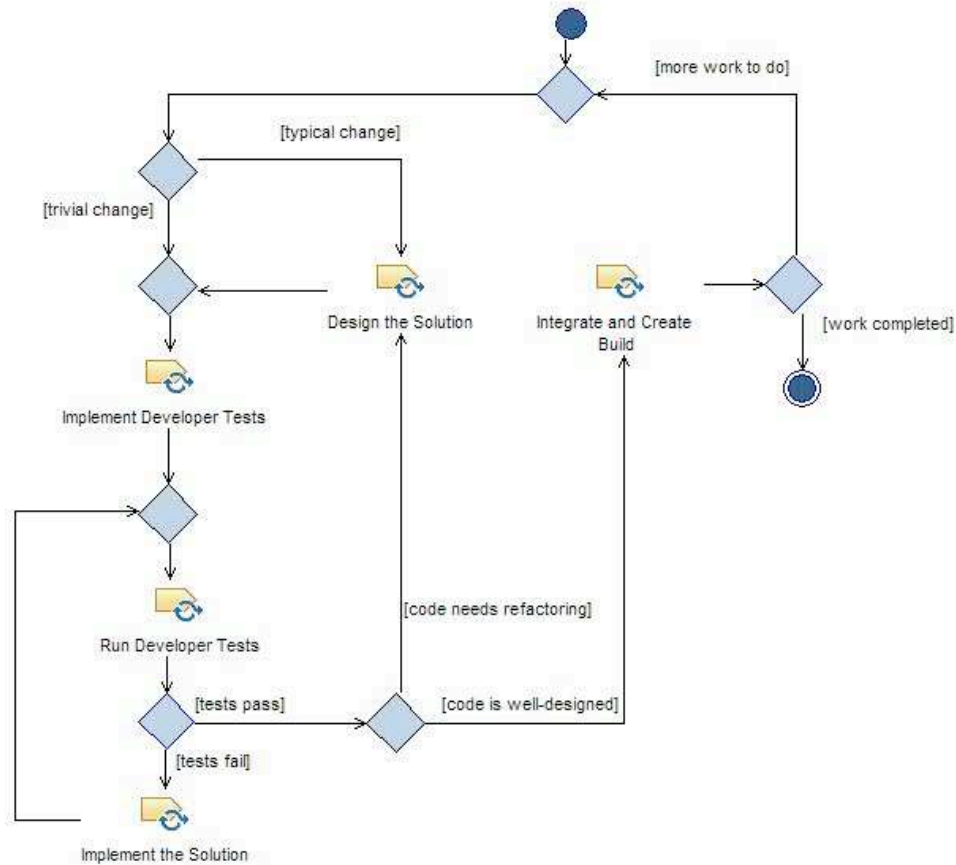 [more work to do]
[typical change]
[trivial change]
Design the Solution
Integrate and Create
Build
[work completed]
Implement Developer Tests
[code needs refactoring]
Run Developer Tests
[tests pass]
[code is well-designed]
[tests fail]
Implement the Solution